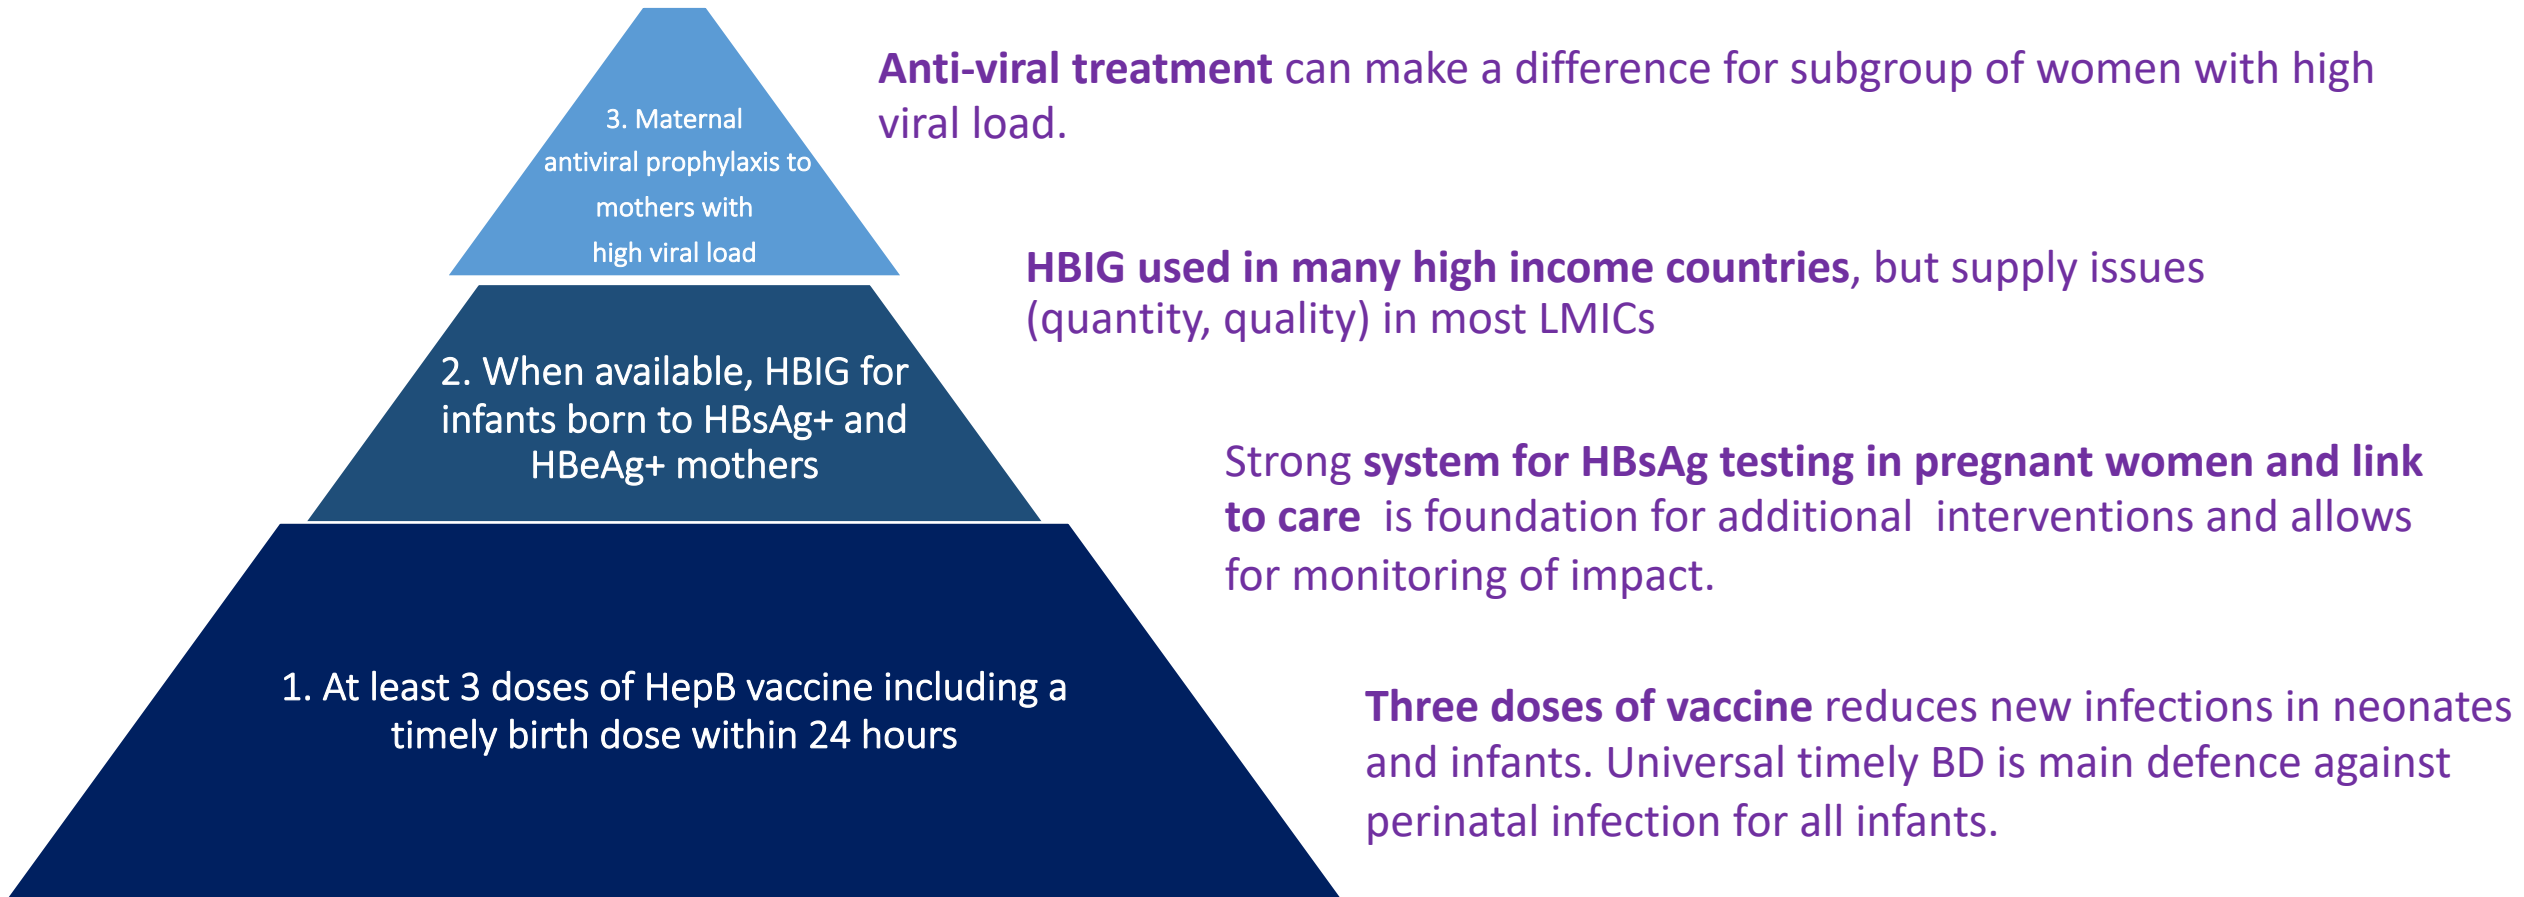 3. Maternal
antiviral prophylaxis to
mothers with
high viral load
Anti-viral treatment can make a difference for subgroup of women with high
viral load.
2. When available, HBIG for
infants born to HBsAg+ and
HBeAg+ mothers
HBIG used in many high income countries, but supply issues
(quantity, quality) in most LMICs
Strong system for HBsAg testing in pregnant women and link
to care  is foundation for additional  interventions and allows
for monitoring of impact.
1. At least 3 doses of HepB vaccine including a
timely birth dose within 24 hours
Three doses of vaccine reduces new infections in neonates
and infants. Universal timely BD is main defence against
perinatal infection for all infants.